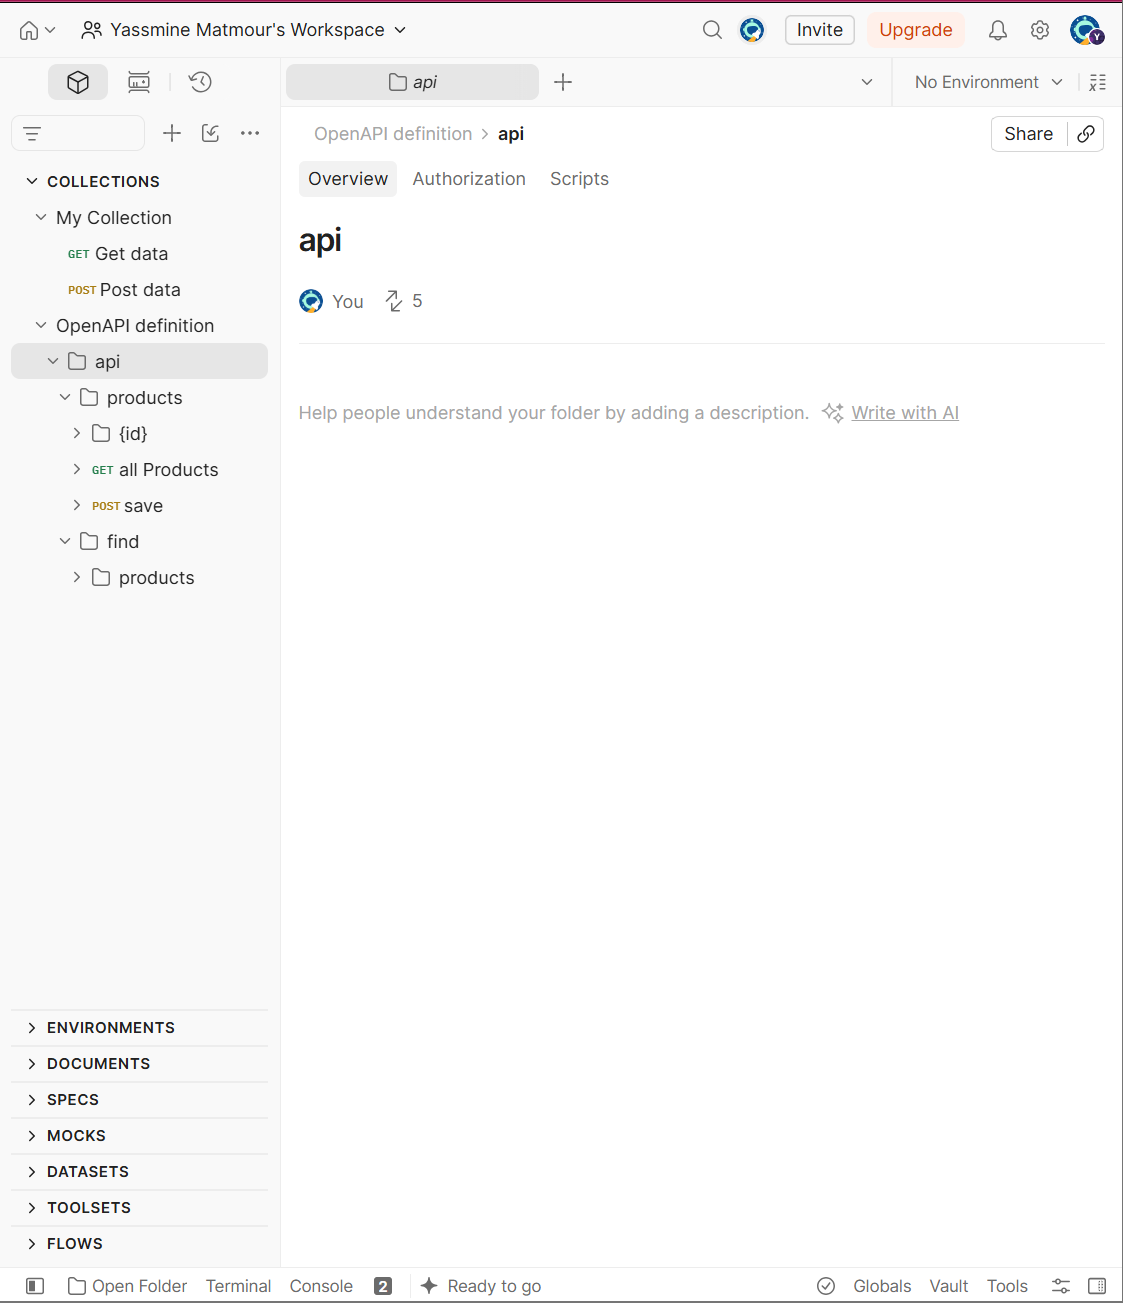 Yassmine Matmour's Workspace
Invite
Upgrade
Y
api
No Environment
OpenAPI definition > api
Share
COLLECTIONS
My Collection
GET Get data
POST Post data
OpenAPI definition
api
products
{id}
GET all Products
POST save
find
products
Overview
Authorization
Scripts
api
You
5
Help people understand your folder by adding a description.
Write with AI
ENVIRONMENTS
DOCUMENTS
SPECS
MOCKS
DATASETS
TOOLSETS
FLOWS
Open Folder
Terminal
Console
2
Ready to go
Globals
Vault
Tools